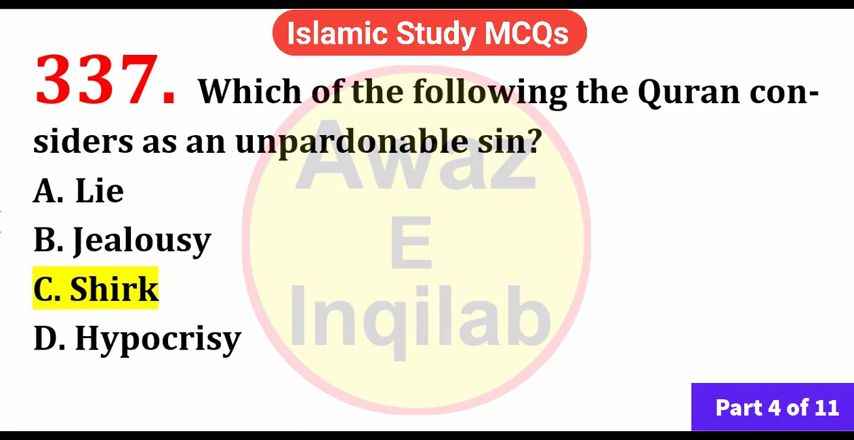 Islamic Study MCQs
337. Which of the following the Quran con-
siders as an unpardonable sin?
A. Lie
B. Jealousy
C. Shirk
D. Hypocrisy
Awaz
E
Inqilab
Part 4 of 11